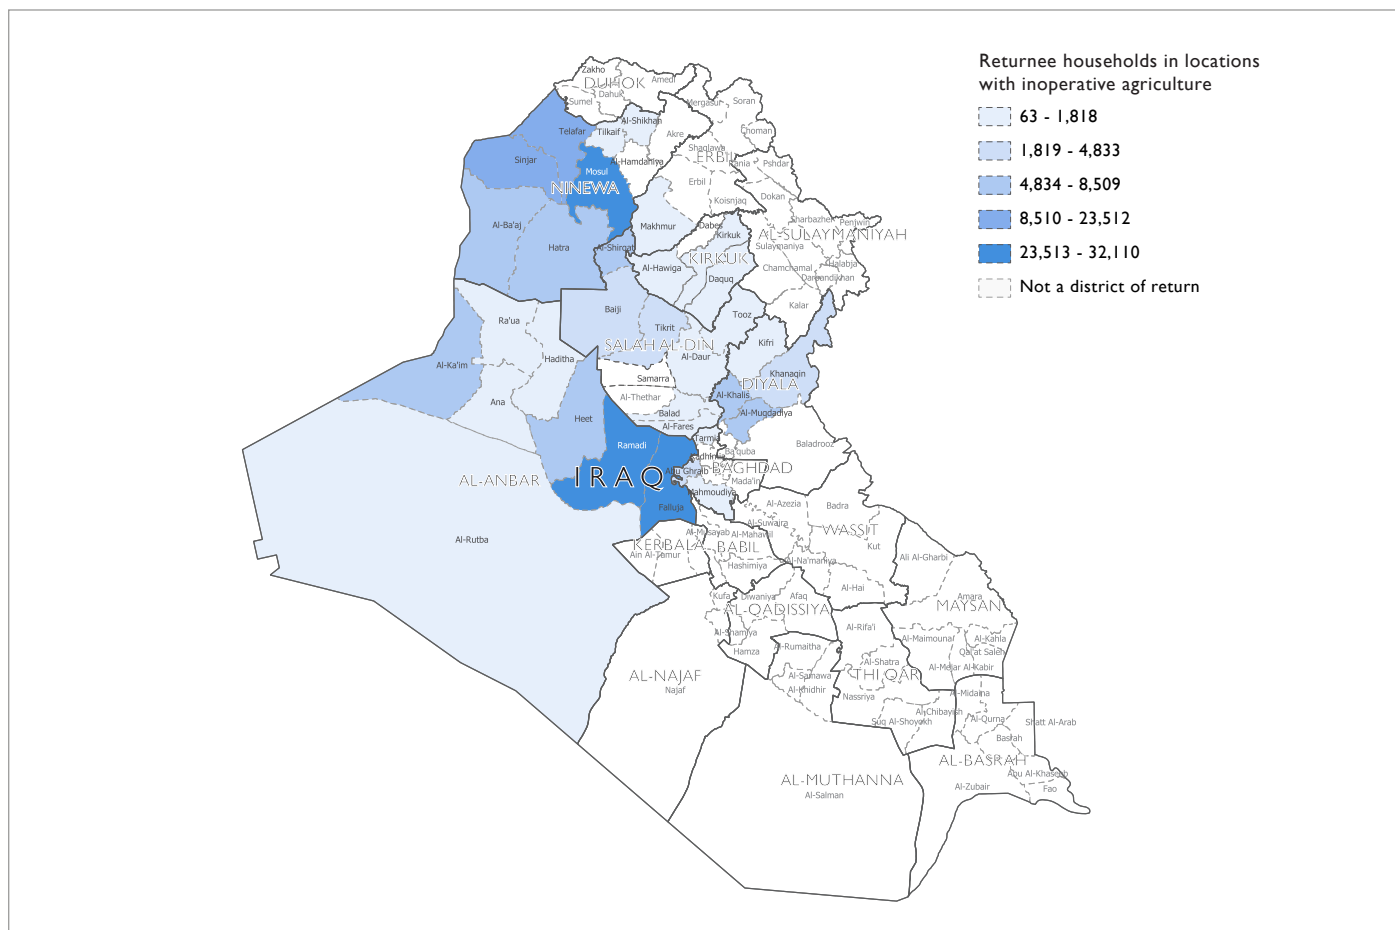 Returnee households in locations
with inoperative agriculture
63 - 1,818
1,819 - 4,833
4,834 - 8,509
8,510 - 23,512
23,513 - 32,110
Not a district of return
Zakho
DUHOK
Amedi
Dahuk
Sumel
Mergasur
Soran
Al-Shikhan
Telafar
Tilkaif
Akre
Choman
Shaqlawa
ERBIL
Sinjar
Al-Hamdaniya
Rania
Pshdar
Mosul
NINEWA
Erbil
Koisnjaq
Dokan
Al-Ba'aj
Makhmur
Dabes
Kirkuk
Sharbazher
Penjwin
AL-SULAYMANIYAH
Hatra
Al-Shirqat
Sulaymaniya
KIRKUK
Al-Hawiga
Daquq
Chamchamal
Halabja
Darbandikhan
Kalar
Ra'ua
Baiji
Tikrit
Tooz
SALAH AL-DIN
Kifri
Haditha
Al-Daur
Al-Ka'im
Samarra
Khanaqin
DIYALA
Al-Thethar
Al-Khalis
Ana
Heet
Balad
Al-Muqdadiya
Al-Fares
Ramadi
Tarmia
Baladrooz
Ba'quba
IRAQ
Abu Ghraib
BAGHDAD
AL-ANBAR
Mada'in
Mahmoudiya
Falluja
Al-Azezia
Badra
Al-Suwaira
WASSIT
Al-Rutba
Al-Musayab
Al-Mahawil
KERBALA
BABIL
Kut
Ain Al-Tamur
Hashimiya
Al-Na'maniya
Ali Al-Gharbi
Al-Hai
Kufa
Diwaniya
Afaq
AL-QADISSIYA
Amara
MAYSAN
Al-Shamiya
Al-Rifa'i
Al-Maimouna
Al-Kahla
Hamza
Al-Rumaitha
Qal'at Saleh
Al-Shatra
Al-Mejar Al-Kabir
AL-NAJAF
Najaf
Al-Samawa
THI QAR
Al-Khidhir
Nassriya
Al-Midaina
Al-Chibayish
Suq Al-Shoyokh
Al-Qurna
Shatt Al-Arab
Basrah
AL-BASRAH
Abu Al-Khaseeb
AL-MUTHANNA
Al-Salman
Al-Zubair
Fao